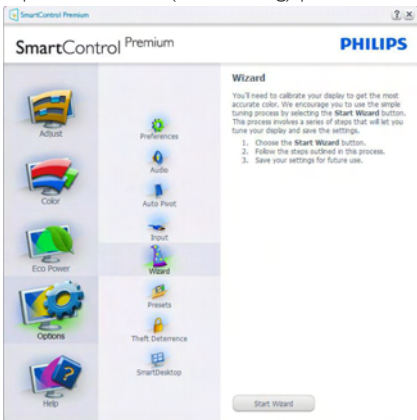 SmartControl Premium
SmartControl Premium
PHILIPS
Adjust
Color
Eco Power
Options
Help
Preferences
Audio
Auto Pivot
Input
Wizard
Presets
Theft Deterrence
SmartDesktop
Wizard
You'll need to calibrate your display to get the most
accurate color. We encourage you to use the simple
tuning process by selecting the Start Wizard button.
This process involves a series of steps that will let you
tune your display and save the settings.
1. Choose the Start Wizard button.
2. Follow the steps outlined in this process.
3. Save your settings for future use.
Start Wizard